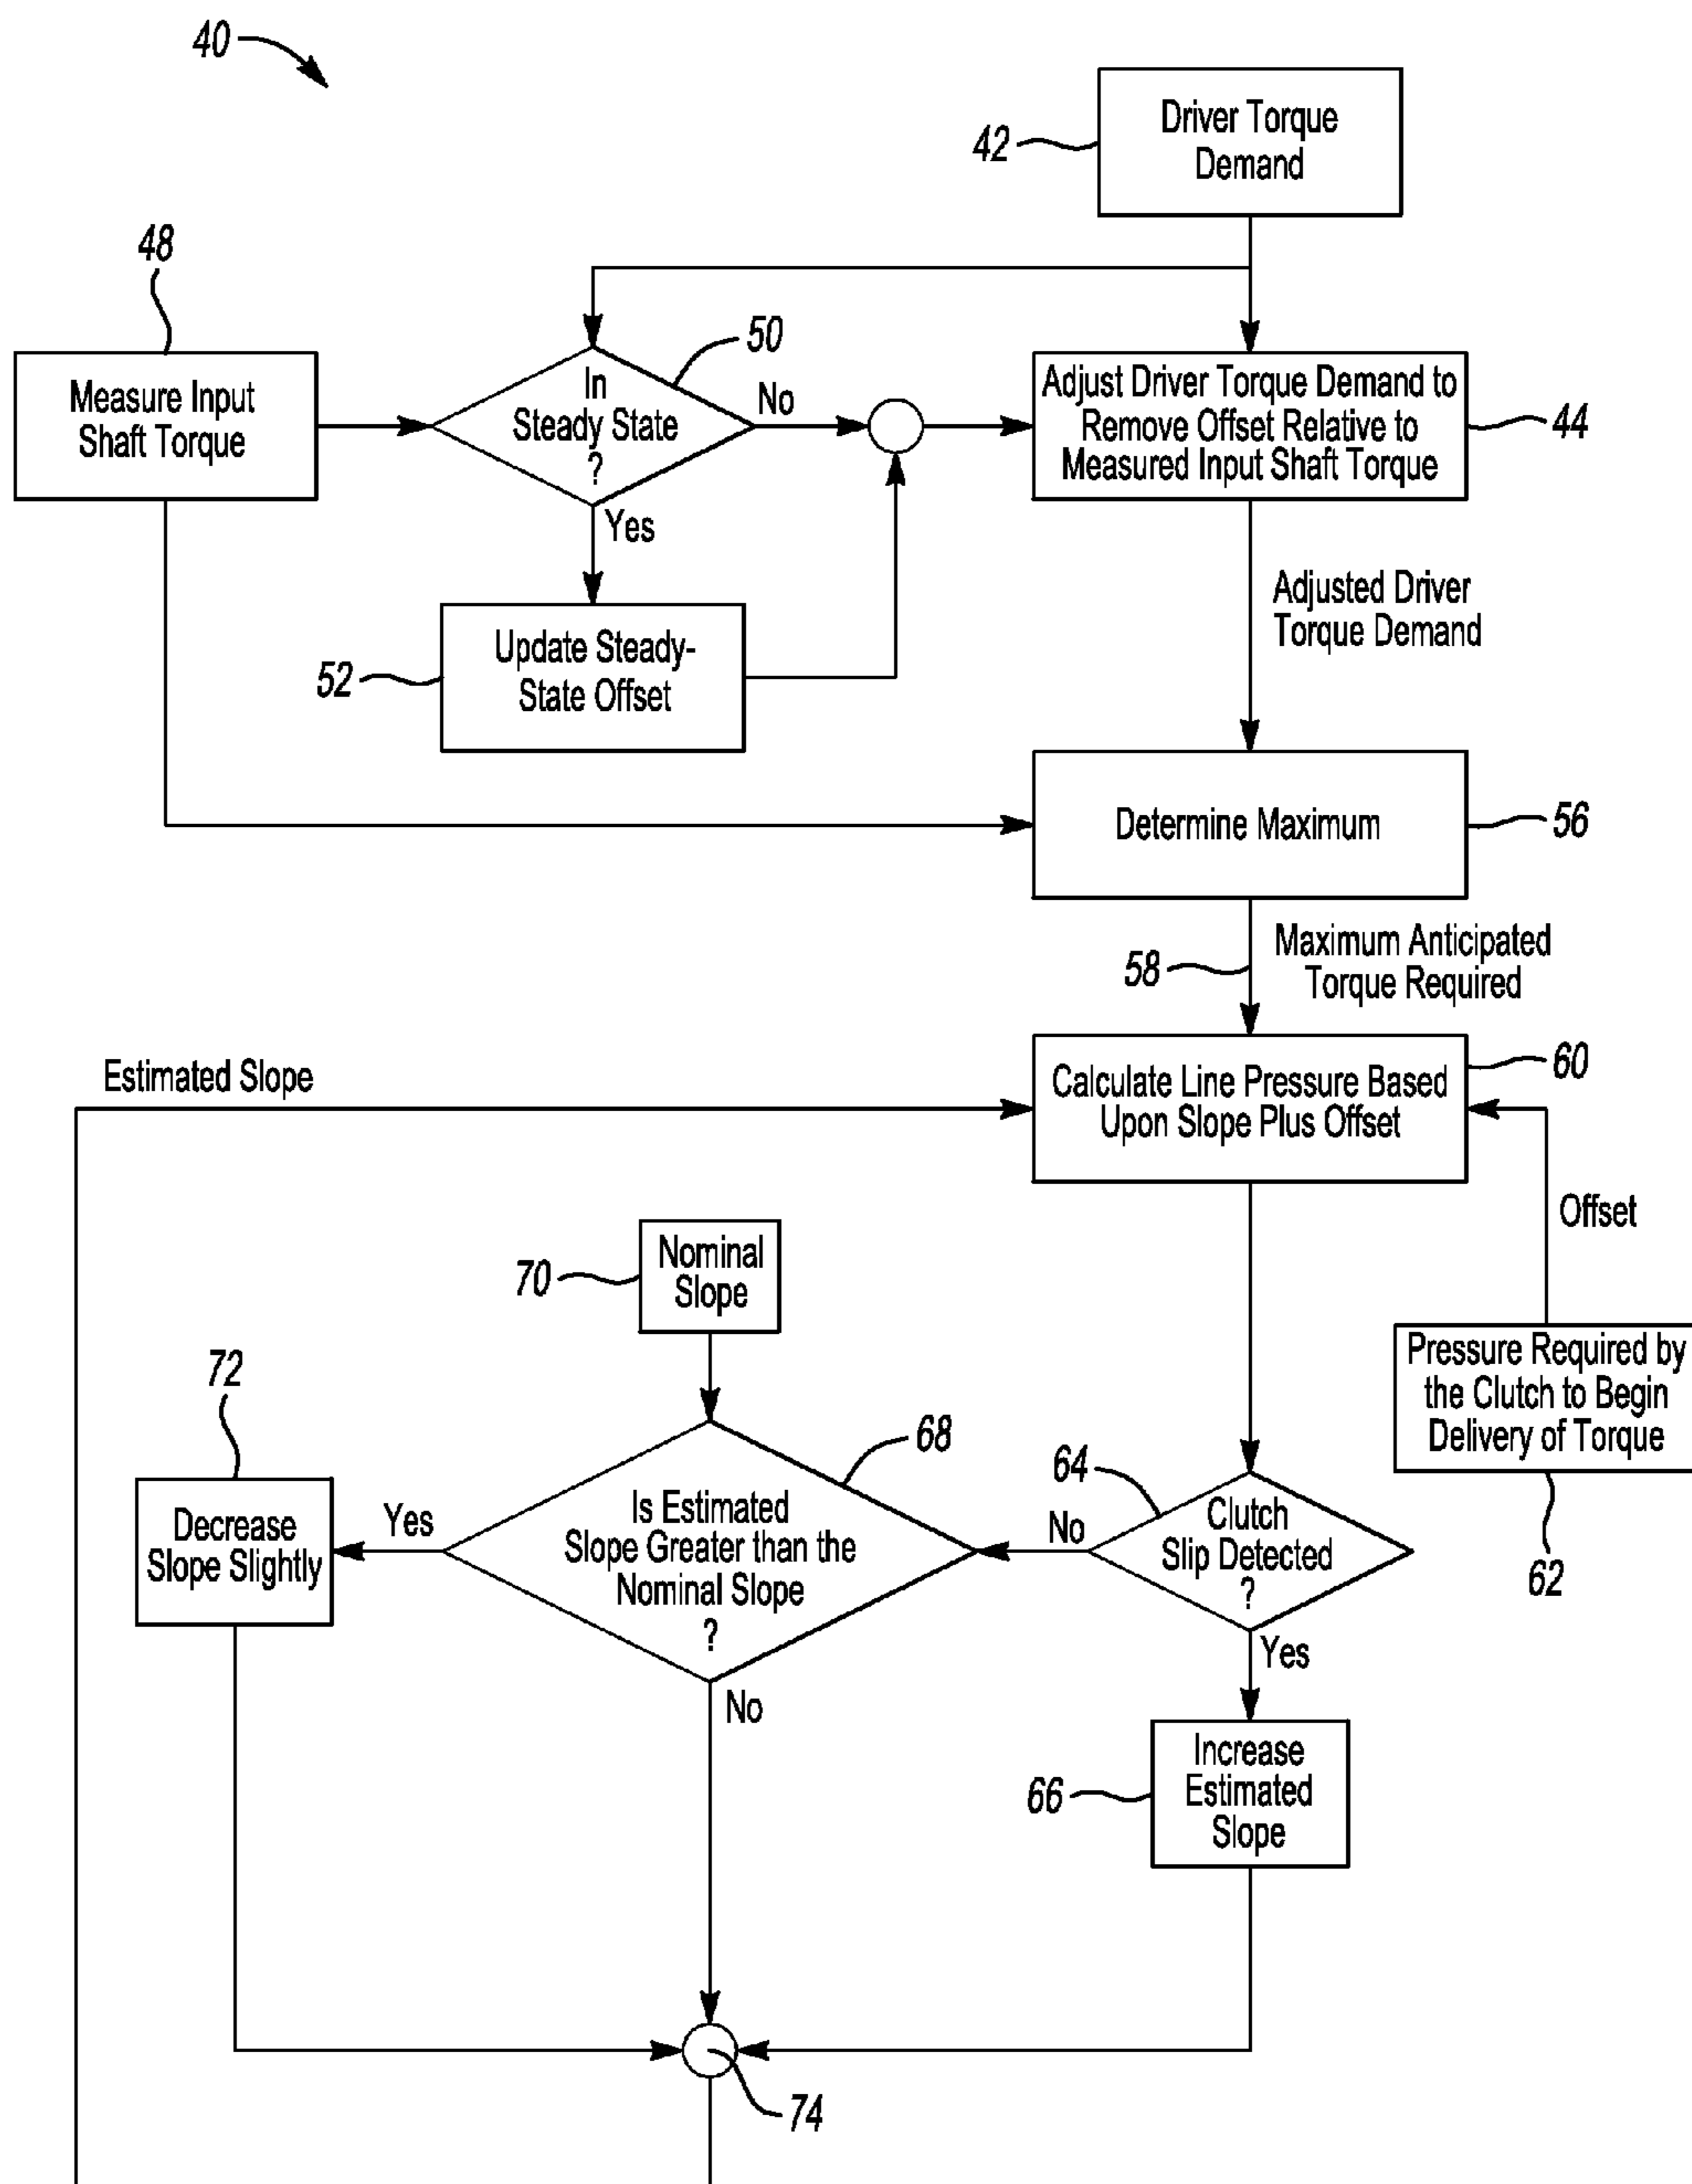 40
42
Driver Torque
Demand
48
Measure Input
Shaft Torque
50
In
Steady State
?
No
Yes
Adjust Driver Torque Demand to
Remove Offset Relative to
Measured Input Shaft Torque
44
52
Update Steady-
State Offset
Adjusted Driver
Torque Demand
Determine Maximum
56
58
Maximum Anticipated
Torque Required
Estimated Slope
Calculate Line Pressure Based
Upon Slope Plus Offset
60
Offset
70
Nominal
Slope
Pressure Required by
the Clutch to Begin
Delivery of Torque
62
72
Decrease
Slope Slightly
Yes
68
Is Estimated
Slope Greater than the
Nominal Slope
?
No
No
64
Clutch
Slip Detected
?
Yes
66
Increase
Estimated
Slope
74